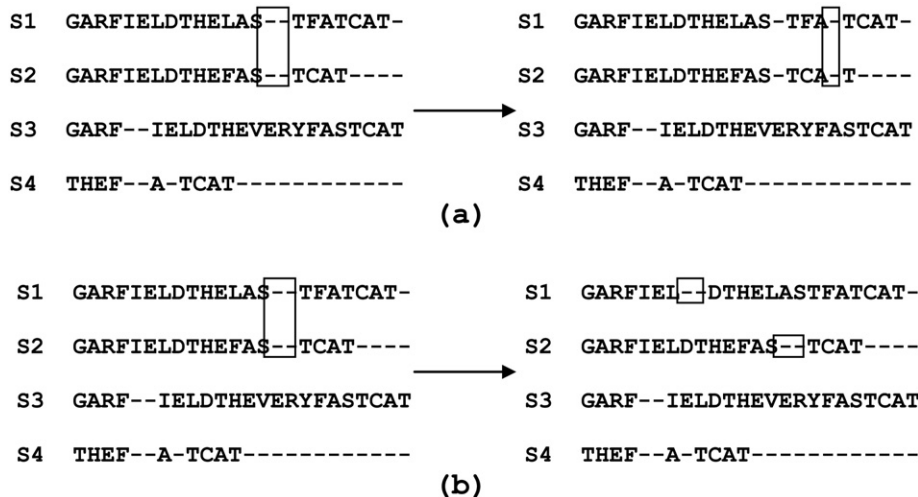 S1 GARFIELDTHELAS--TFATCAT- S1 GARFIELDTHELAS-TFA-TCAT-
S2 GARFIELDTHEFAS--TCAT---- S2 GARFIELDTHEFAS-TCA-T----
S3 GARF--IELDTHEVERYFASTCAT S3 GARF--IELDTHEVERYFASTCAT
S4 THEF--A-TCAT------------ S4 THEF--A-TCAT------------
(a)
S1 GARFIELDTHELAS--TFATCAT- S1 GARFIEL--DTHELASTFATCAT-
S2 GARFIELDTHEFAS--TCAT---- S2 GARFIELDTHEFAS--TCAT----
S3 GARF--IELDTHEVERYFASTCAT S3 GARF--IELDTHEVERYFASTCAT
S4 THEF--A-TCAT------------ S4 THEF--A-TCAT------------
(b)